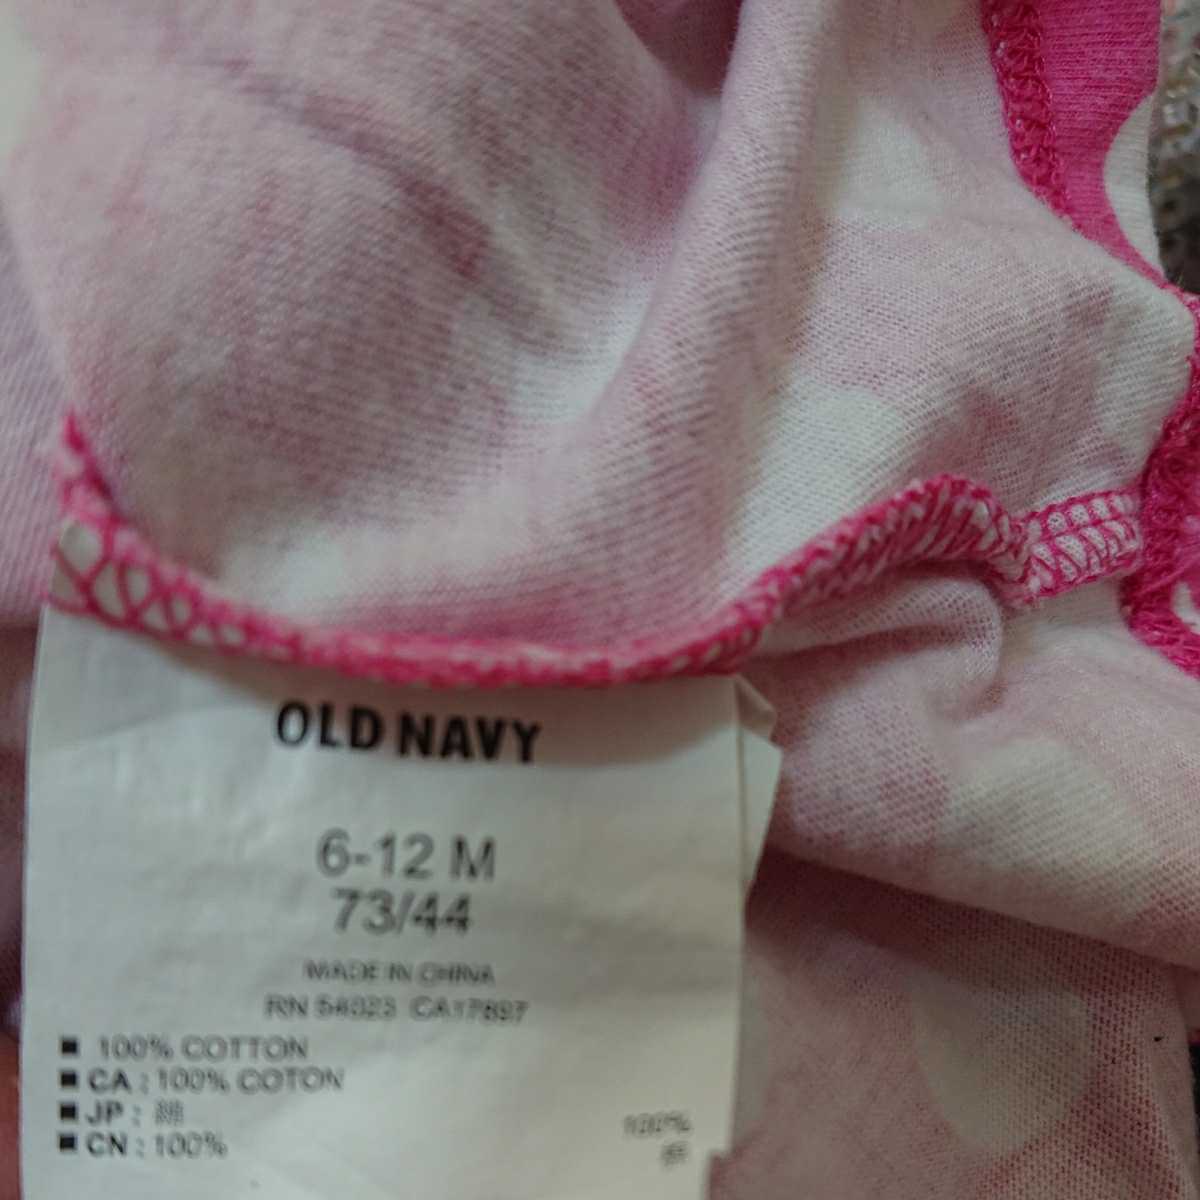 OLD NAVY
6-12 M
73/44
MADE IN CHINA
RN 54023 CA17897
■ 100% COTTON
■ CA : 100% COTON
■ JP : 綿 100%
■ CN : 100%